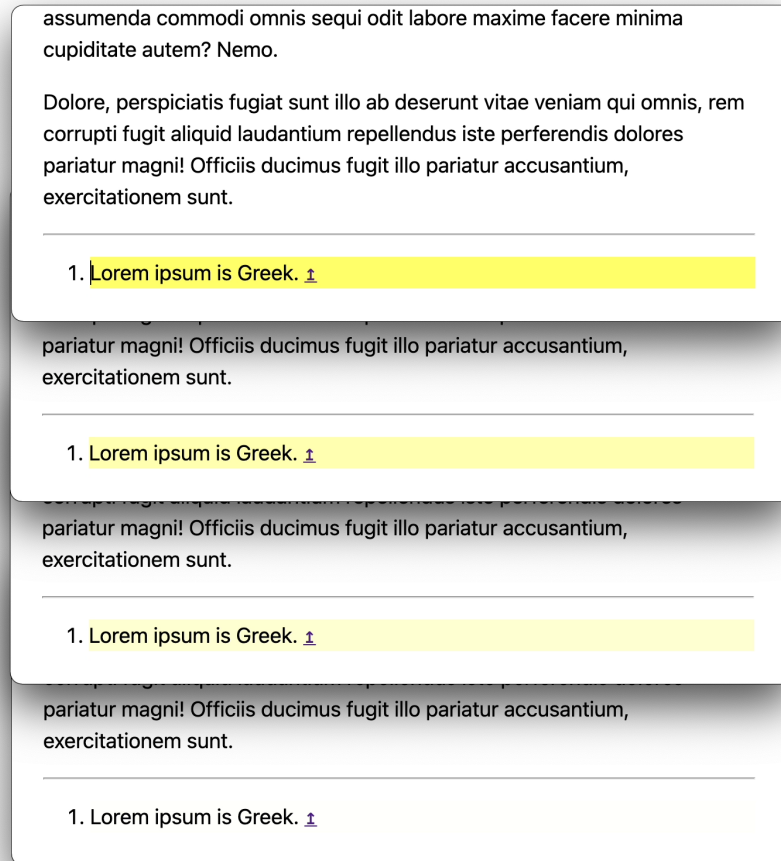 assumenda commodi omnis sequi odit labore maxime facere minima
cupiditate autem? Nemo.
Dolore, perspiciatis fugiat sunt illo ab deserunt vitae veniam qui omnis, rem
corrupti fugit aliquid laudantium repellendus iste perferendis dolores
pariatur magni! Officiis ducimus fugit illo pariatur accusantium,
exercitationem sunt.
1. Lorem ipsum is Greek. ↥
pariatur magni! Officiis ducimus fugit illo pariatur accusantium,
exercitationem sunt.
1. Lorem ipsum is Greek. ↥
pariatur magni! Officiis ducimus fugit illo pariatur accusantium,
exercitationem sunt.
1. Lorem ipsum is Greek. ↥
pariatur magni! Officiis ducimus fugit illo pariatur accusantium,
exercitationem sunt.
1. Lorem ipsum is Greek. ↥